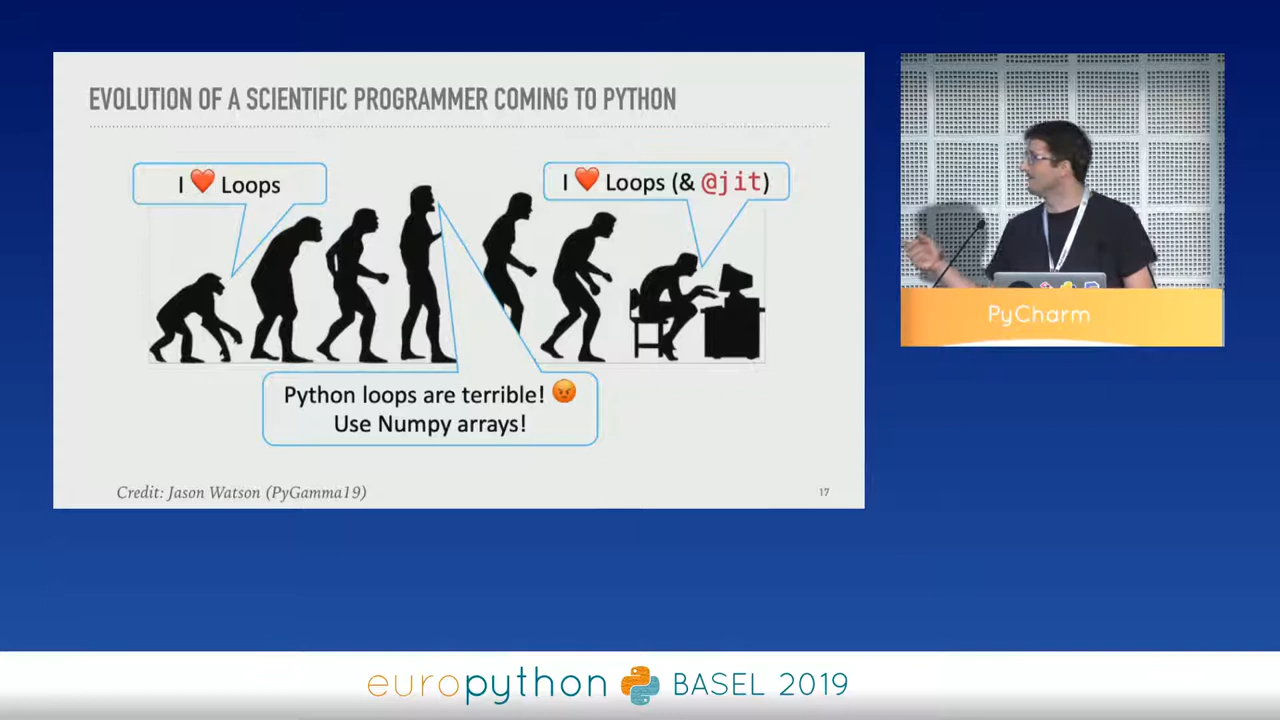 EVOLUTION OF A SCIENTIFIC PROGRAMMER COMING TO PYTHON
I ❤️ Loops
I ❤️ Loops (& @jit)
Python loops are terrible! 😡
Use Numpy arrays!
Credit: Jason Watson (PyGamma19)
17
PyCharm
europython BASEL 2019